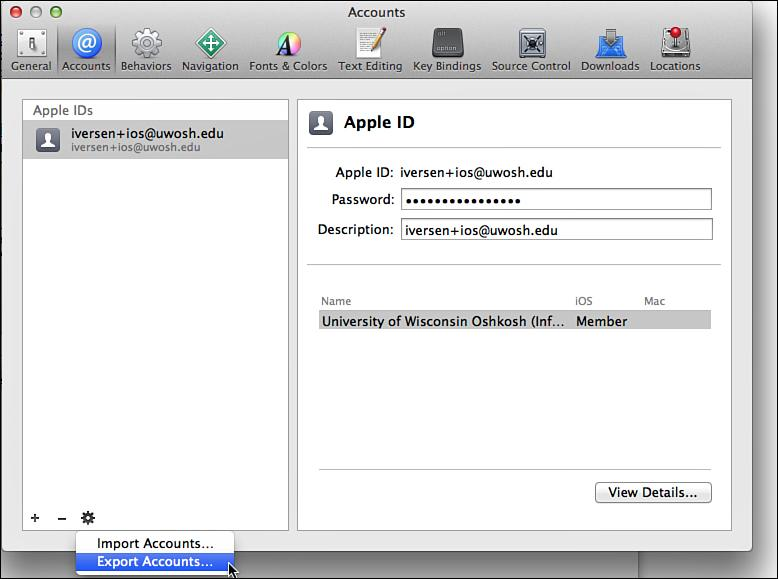 Accounts
General Accounts Behaviors Navigation Fonts & Colors Text Editing Key Bindings Source Control Downloads Locations
alt
option
Apple IDs
iversen+ios@uwosh.edu
iversen+ios@uwosh.edu
Apple ID
Apple ID: iversen+ios@uwosh.edu
Password: ••••••••••••••••
Description: iversen+ios@uwosh.edu
Name iOS Mac
University of Wisconsin Oshkosh (Inf... Member
View Details...
+ −
Import Accounts...
Export Accounts...